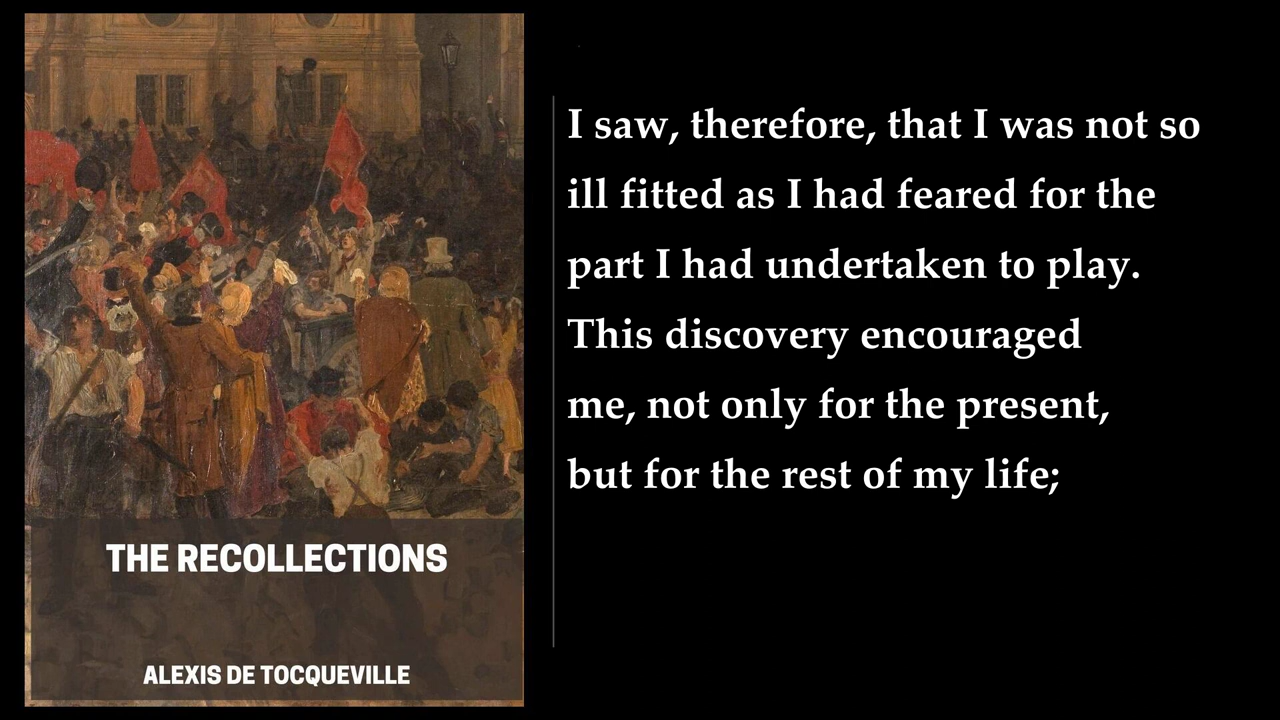 THE RECOLLECTIONS
ALEXIS DE TOCQUEVILLE
I saw, therefore, that I was not so
ill fitted as I had feared for the
part I had undertaken to play.
This discovery encouraged
me, not only for the present,
but for the rest of my life;